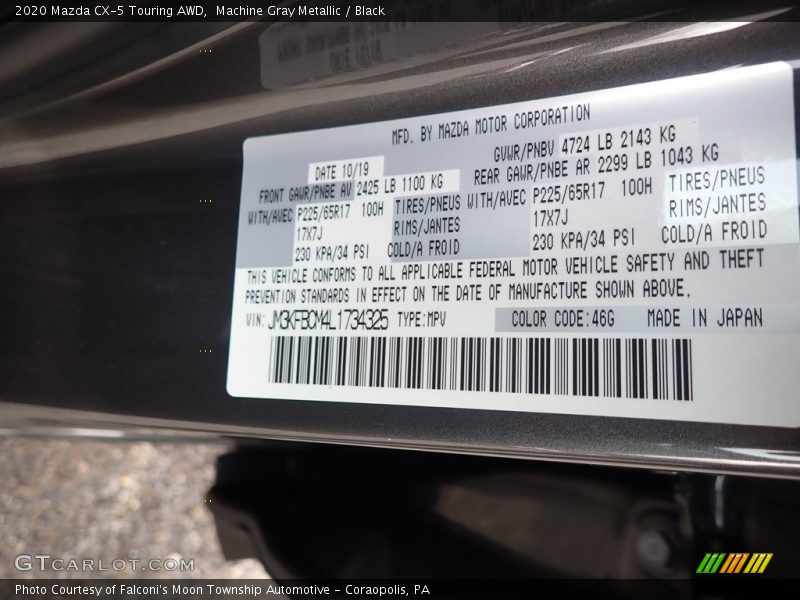 2020 Mazda CX-5 Touring AWD,  Machine Gray Metallic / Black
MFD. BY MAZDA MOTOR CORPORATION
DATE 10/19
GVWR/PNBV 4724 LB 2143 KG
FRONT GAWR/PNBE AV 2425 LB 1100 KG
REAR GAWR/PNBE AR 2299 LB 1043 KG
WITH/AVEC P225/65R17 100H TIRES/PNEUS
17X7J RIMS/JANTES
230 KPA/34 PSI COLD/A FROID
WITH/AVEC P225/65R17 100H TIRES/PNEUS
17X7J RIMS/JANTES
230 KPA/34 PSI COLD/A FROID
THIS VEHICLE CONFORMS TO ALL APPLICABLE FEDERAL MOTOR VEHICLE SAFETY AND THEFT
PREVENTION STANDARDS IN EFFECT ON THE DATE OF MANUFACTURE SHOWN ABOVE.
VIN: JM3KFBCM4L1734325 TYPE:MPV COLOR CODE:46G MADE IN JAPAN
GTCARLOT.COM
Photo Courtesy of Falconi's Moon Township Automotive - Coraopolis, PA